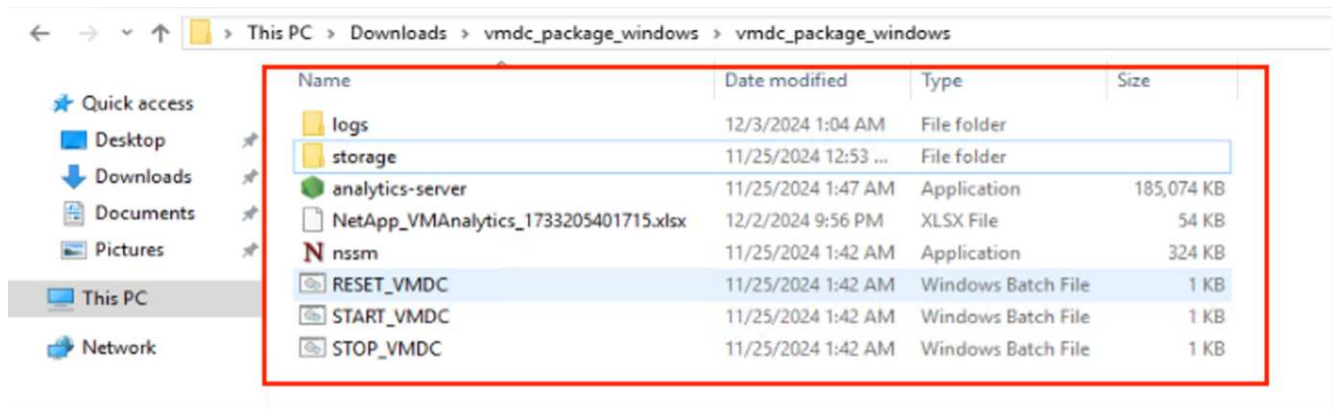 This PC > Downloads > vmdc_package_windows > vmdc_package_windows
Quick access
Desktop
Downloads
Documents
Pictures
This PC
Network
Name Date modified Type Size
logs 12/3/2024 1:04 AM File folder
storage 11/25/2024 12:53 ... File folder
analytics-server 11/25/2024 1:47 AM Application 185,074 KB
NetApp_VMAnalytics_1733205401715.xlsx 12/2/2024 9:56 PM XLSX File 54 KB
nssm 11/25/2024 1:42 AM Application 324 KB
RESET_VMDC 11/25/2024 1:42 AM Windows Batch File 1 KB
START_VMDC 11/25/2024 1:42 AM Windows Batch File 1 KB
STOP_VMDC 11/25/2024 1:42 AM Windows Batch File 1 KB